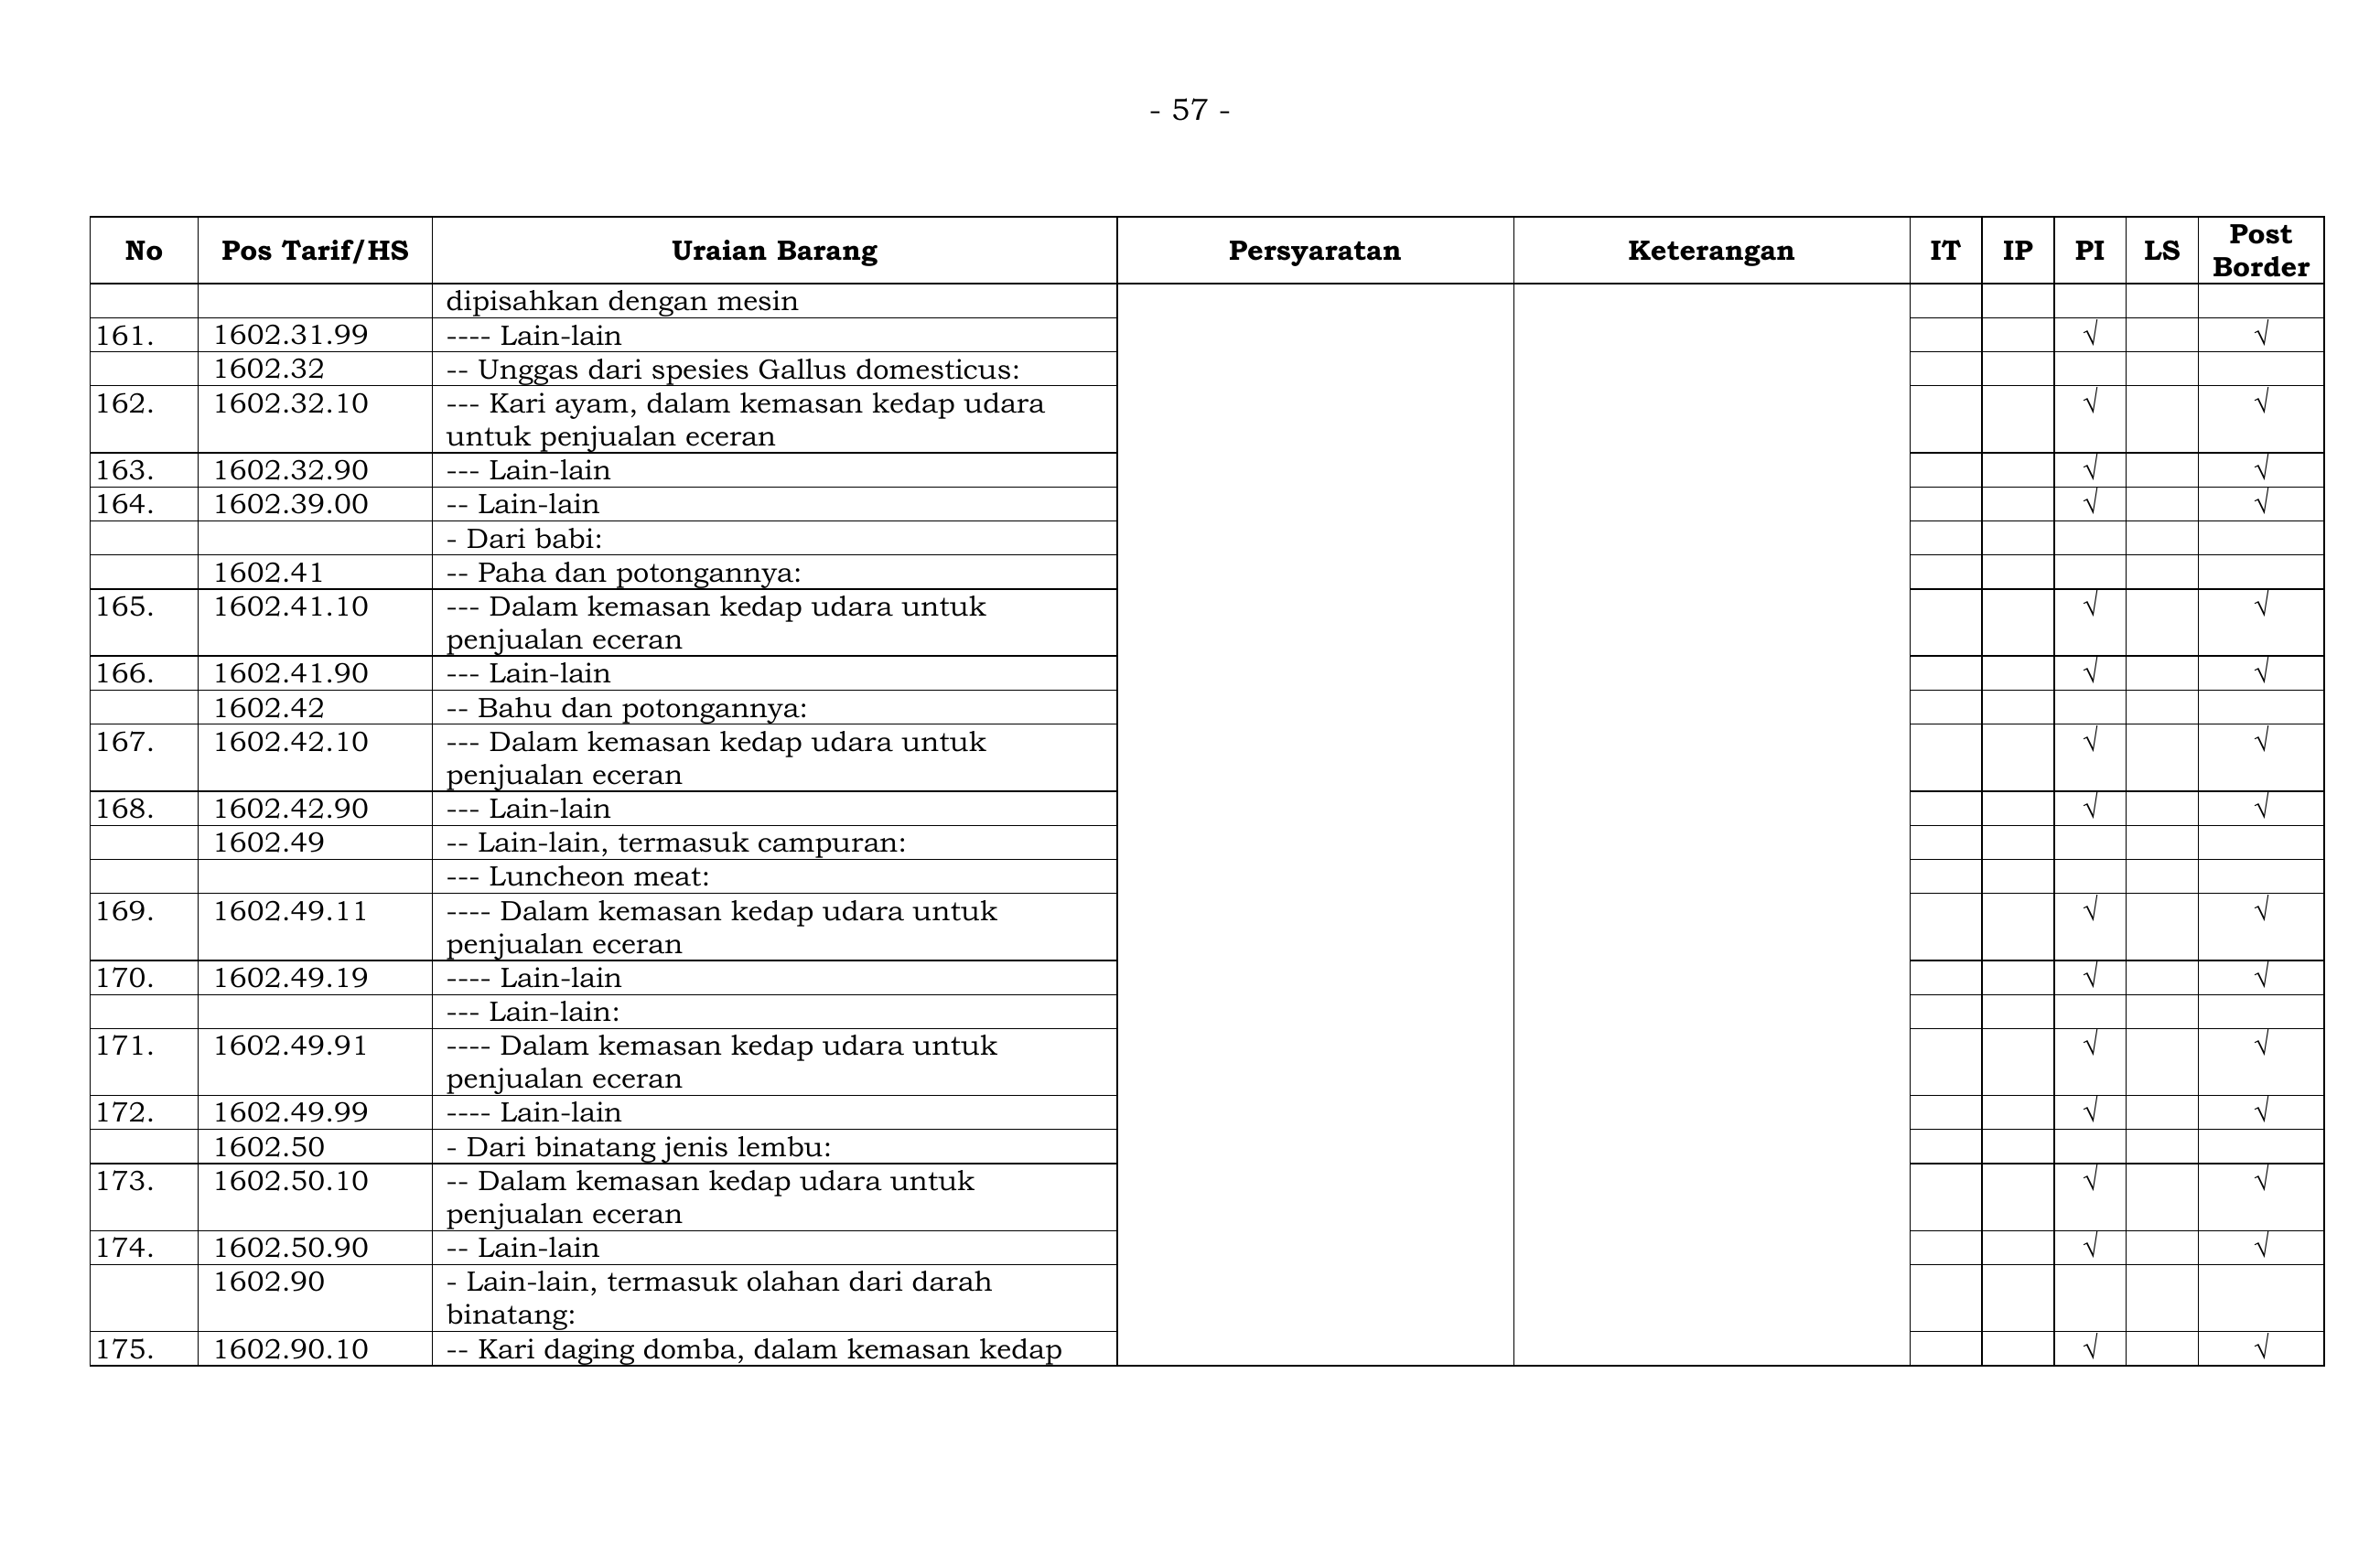 - 57 -
No Pos Tarif/HS Uraian Barang Persyaratan Keterangan IT IP PI LS Post Border
dipisahkan dengan mesin
161. 1602.31.99 ---- Lain-lain √ √
1602.32 -- Unggas dari spesies Gallus domesticus:
162. 1602.32.10 --- Kari ayam, dalam kemasan kedap udara √ √
untuk penjualan eceran
163. 1602.32.90 --- Lain-lain √ √
164. 1602.39.00 -- Lain-lain √ √
- Dari babi:
1602.41 -- Paha dan potongannya:
165. 1602.41.10 --- Dalam kemasan kedap udara untuk √ √
penjualan eceran
166. 1602.41.90 --- Lain-lain √ √
1602.42 -- Bahu dan potongannya:
167. 1602.42.10 --- Dalam kemasan kedap udara untuk √ √
penjualan eceran
168. 1602.42.90 --- Lain-lain √ √
1602.49 -- Lain-lain, termasuk campuran:
--- Luncheon meat:
169. 1602.49.11 ---- Dalam kemasan kedap udara untuk √ √
penjualan eceran
170. 1602.49.19 ---- Lain-lain √ √
--- Lain-lain:
171. 1602.49.91 ---- Dalam kemasan kedap udara untuk √ √
penjualan eceran
172. 1602.49.99 ---- Lain-lain √ √
1602.50 - Dari binatang jenis lembu:
173. 1602.50.10 -- Dalam kemasan kedap udara untuk √ √
penjualan eceran
174. 1602.50.90 -- Lain-lain √ √
1602.90 - Lain-lain, termasuk olahan dari darah
binatang:
175. 1602.90.10 -- Kari daging domba, dalam kemasan kedap √ √